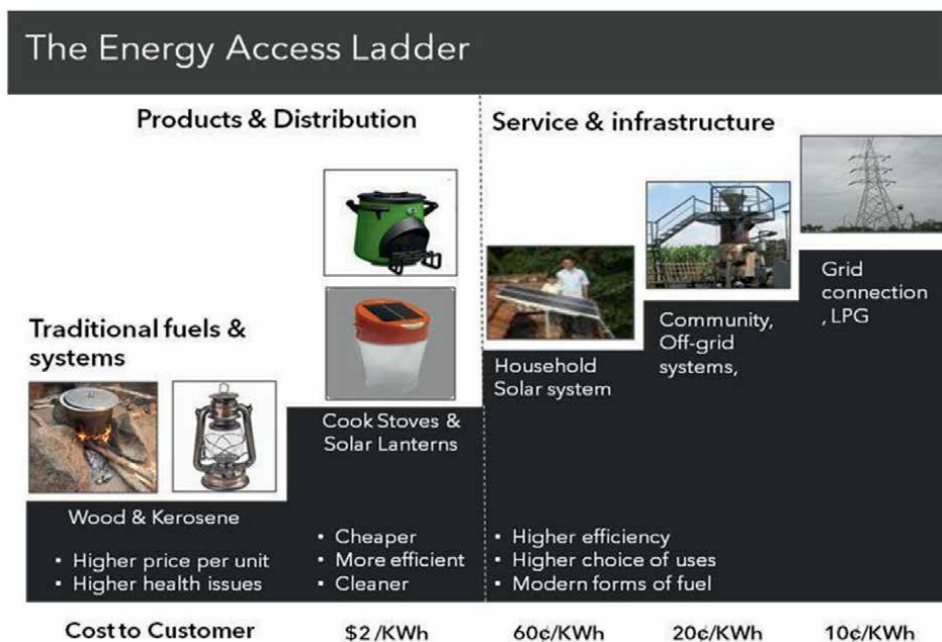 The Energy Access Ladder
Products & Distribution
Service & infrastructure
Traditional fuels &
systems
Wood & Kerosene
▪ Higher price per unit
▪ Higher health issues
Cook Stoves &
Solar Lanterns
▪ Cheaper
▪ More efficient
▪ Cleaner
Household
Solar system
Community,
Off-grid
systems,
Grid
connection
, LPG
▪ Higher efficiency
▪ Higher choice of uses
▪ Modern forms of fuel
Cost to Customer $2/KWh 60¢/KWh 20¢/KWh 10¢/KWh